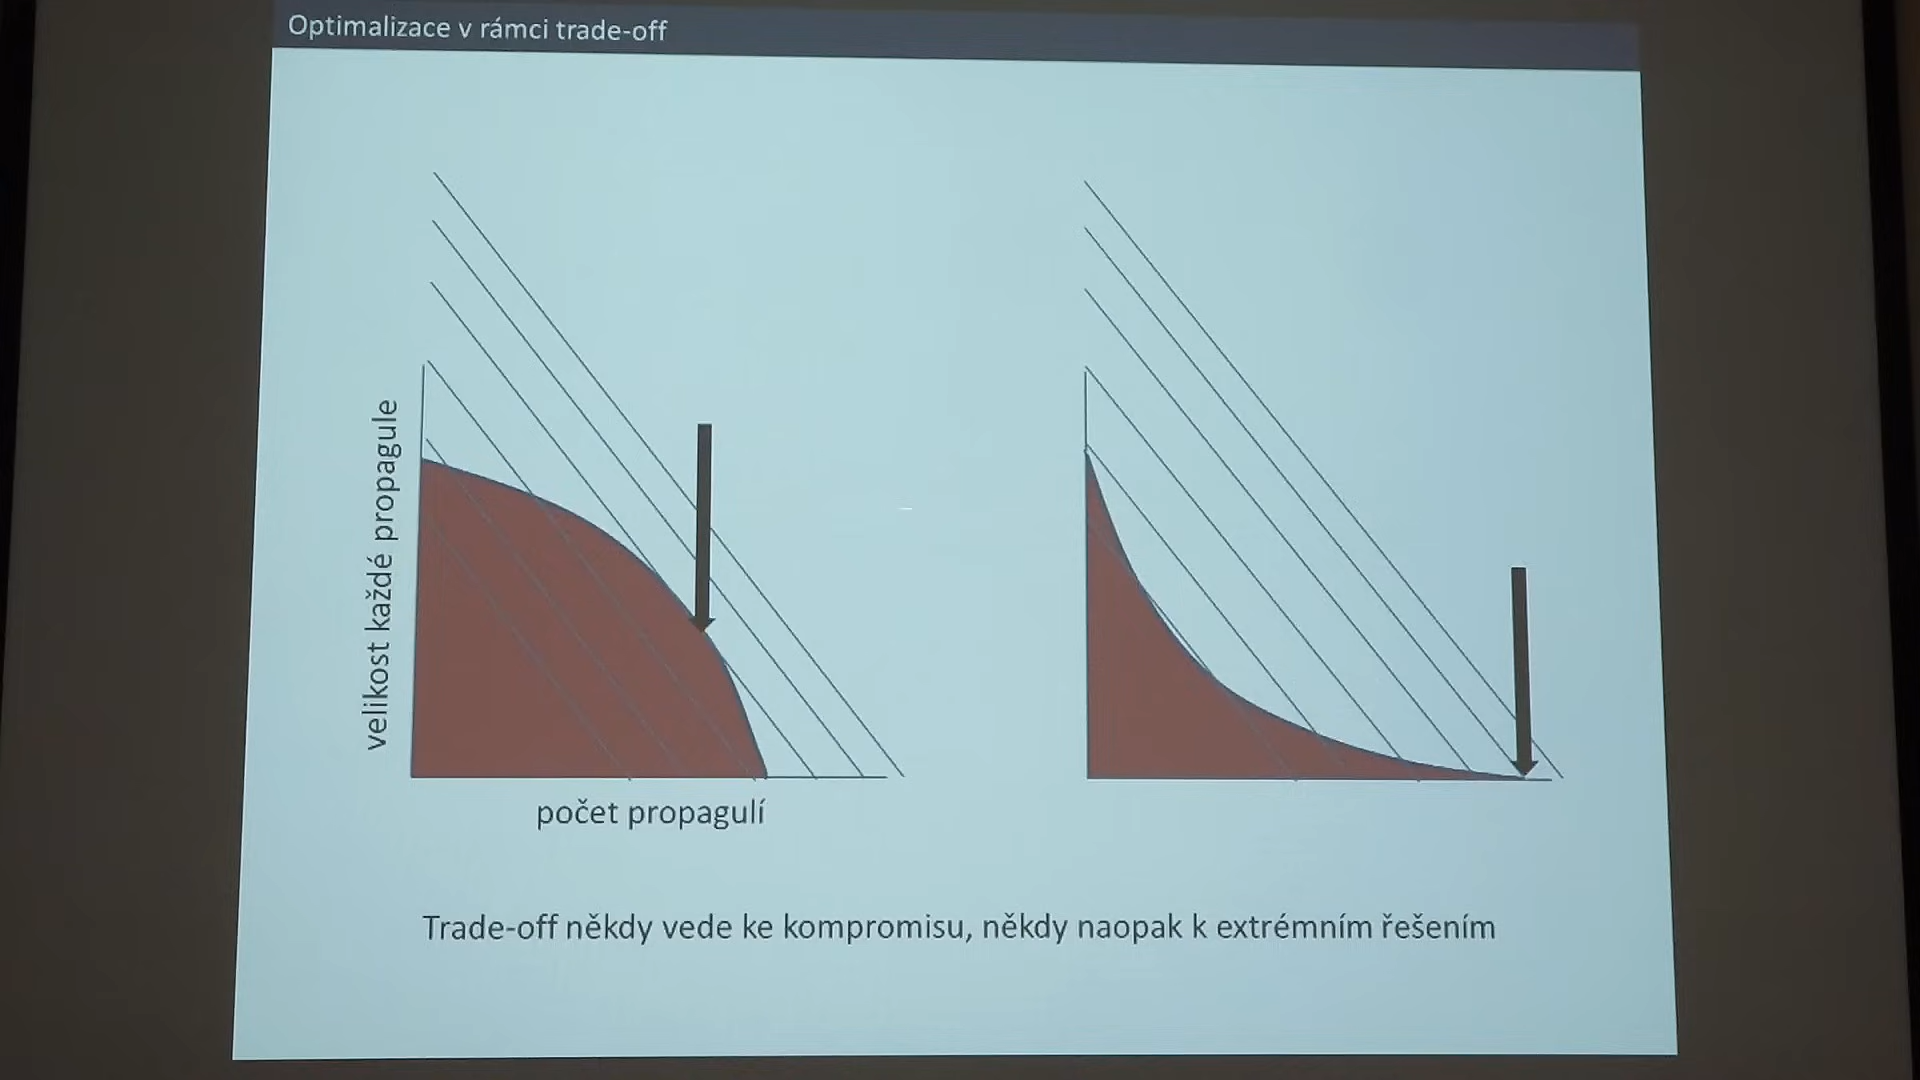 Optimalizace v rámci trade-off
velikost každé propagule
počet propagulí
Trade-off někdy vede ke kompromisu, někdy naopak k extrémním řešením